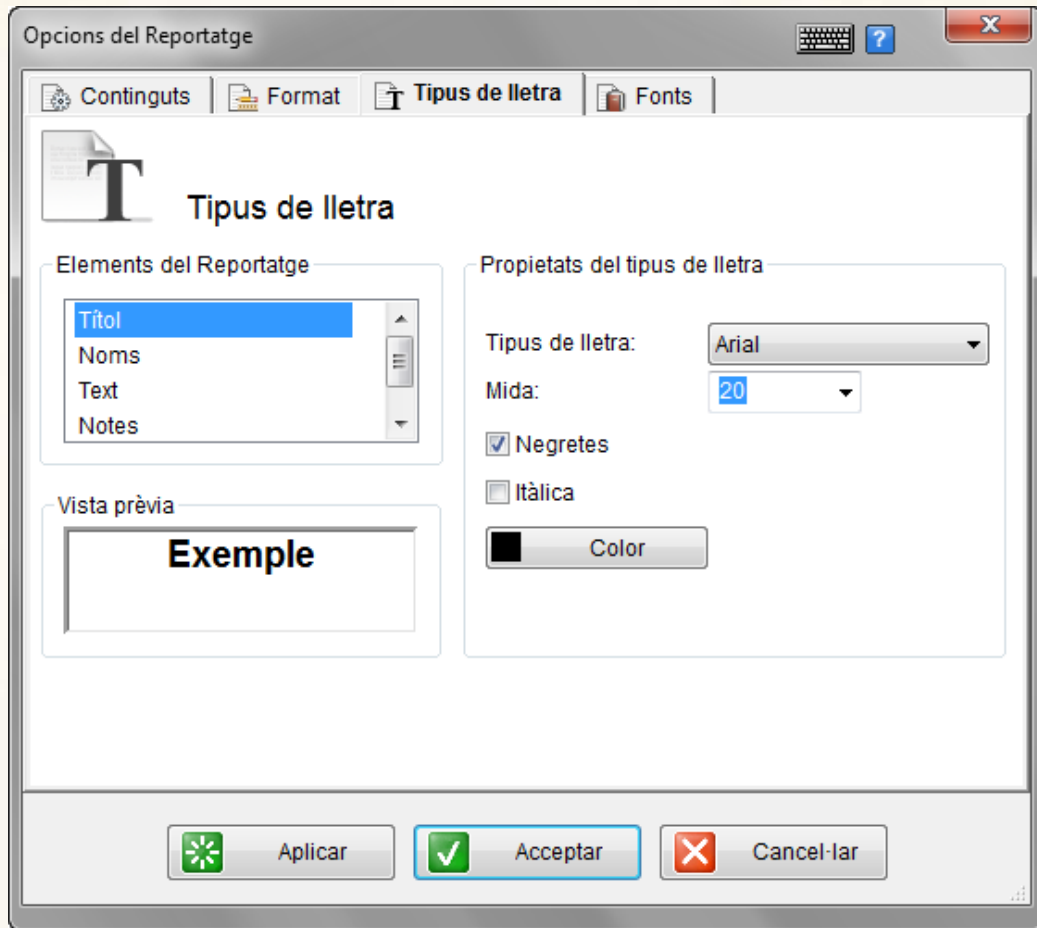 Opcions del Reportatge
?
X
Continguts
Format
Tipus de lletra
Fonts
T
Tipus de lletra
Elements del Reportatge
Títol
Noms
Text
Notes
Vista prèvia
Exemple
Propietats del tipus de lletra
Tipus de lletra: Arial
Mida: 20
Negretes
Itàlica
Color
Aplicar
Acceptar
Cancel·lar